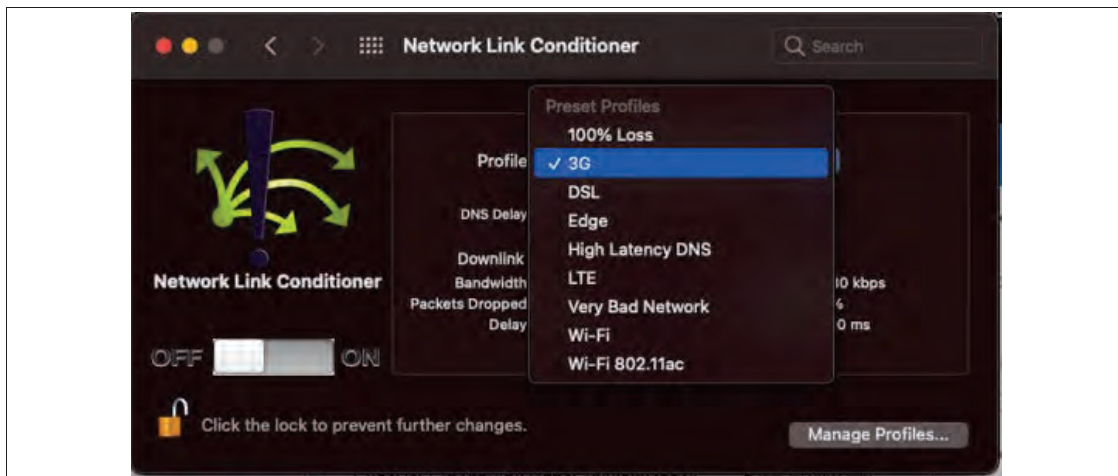 Network Link Conditioner
Search
Preset Profiles
100% Loss
Profile
✓ 3G
DSL
DNS Delay
Edge
High Latency DNS
Downlink
LTE
Network Link Conditioner
Bandwidth
kbps
Packets Dropped
Very Bad Network
Delay
ms
Wi-Fi
OFF
ON
Wi-Fi 802.11ac
Click the lock to prevent further changes.
Manage Profiles...